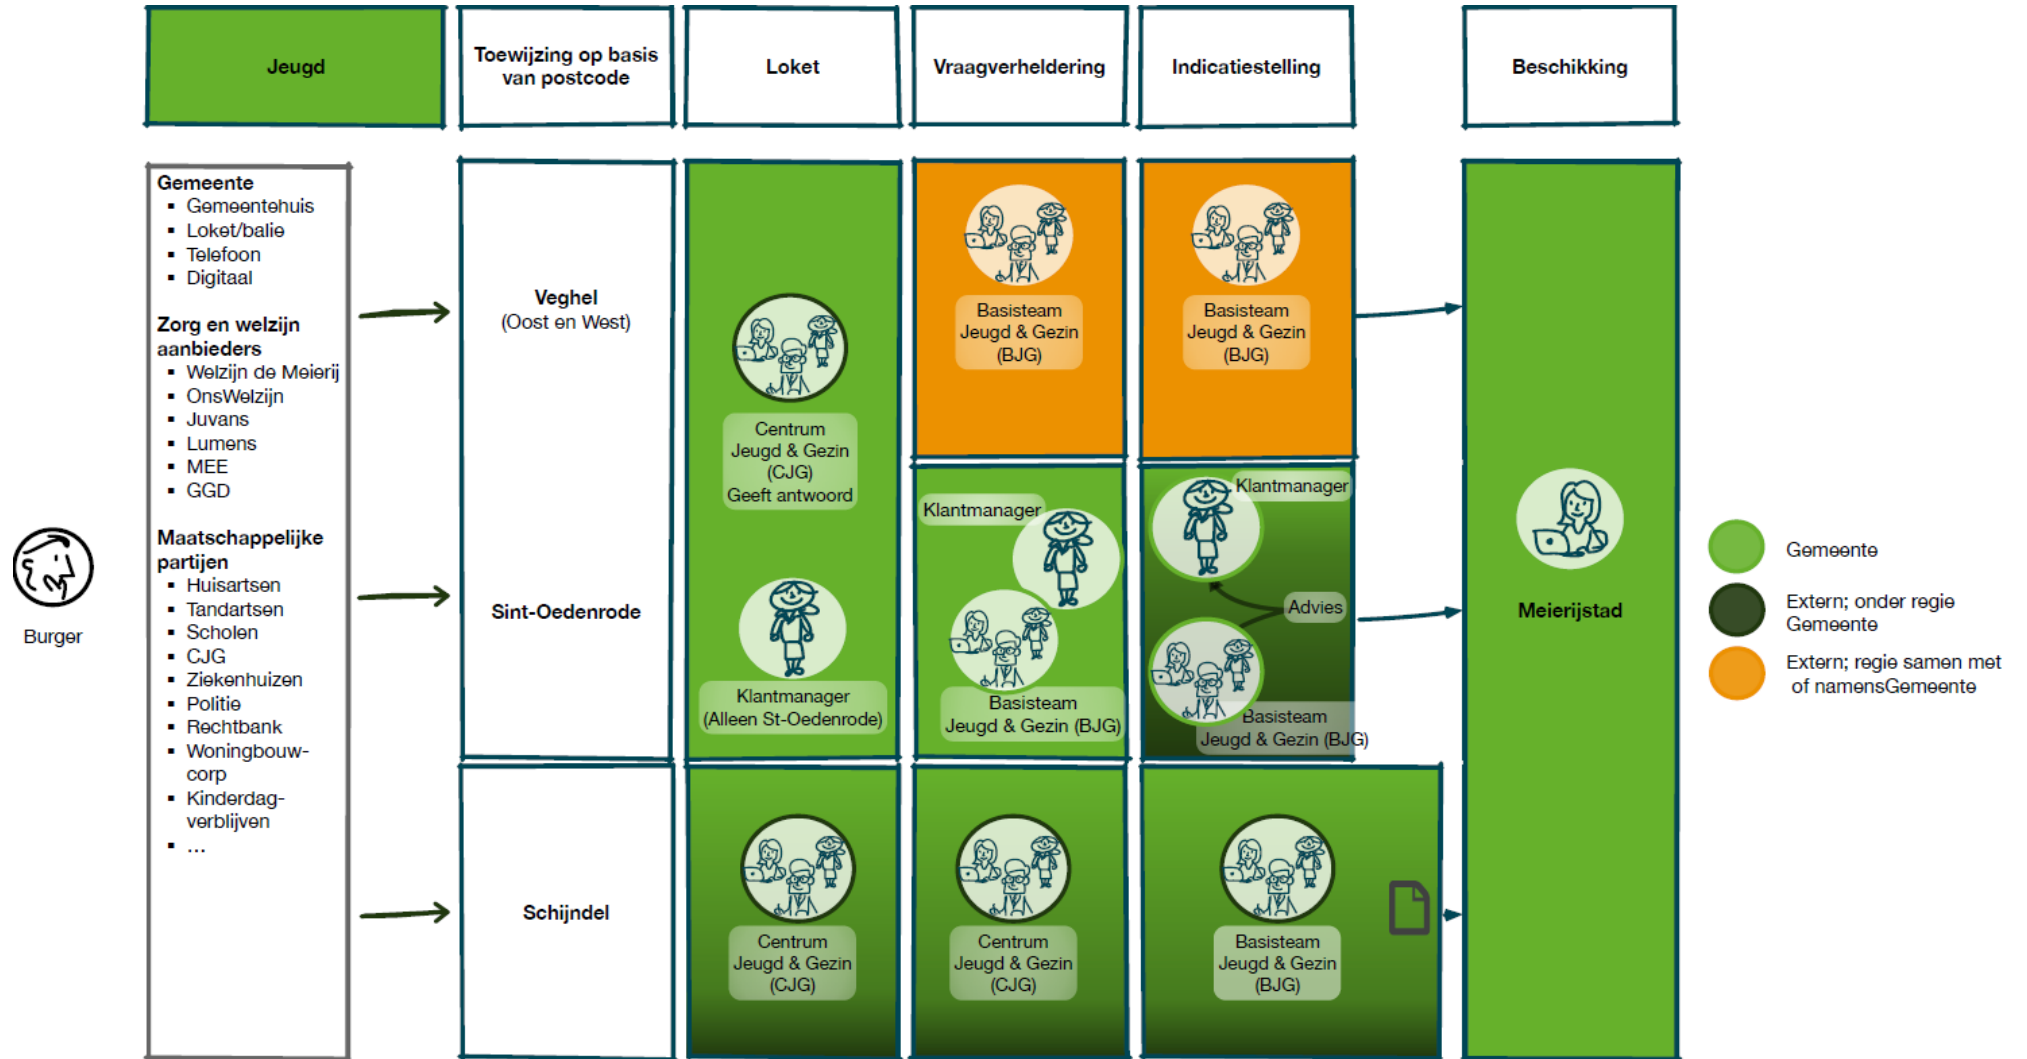 Jeugd
Toewijzing op basis
van postcode
Loket
Vraagverheldering
Indicatiestelling
Beschikking
Burger
Gemeente
▪ Gemeentehuis
▪ Loket/balie
▪ Telefoon
▪ Digitaal
Zorg en welzijn
aanbieders
▪ Welzijn de Meierij
▪ OnsWelzijn
▪ Juvans
▪ Lumens
▪ MEE
▪ GGD
Maatschappelijke
partijen
▪ Huisartsen
▪ Tandartsen
▪ Scholen
▪ CJG
▪ Ziekenhuizen
▪ Politie
▪ Rechtbank
▪ Woningbouw-
corp
▪ Kinderdag-
verblijven
▪ ...
Veghel
(Oost en West)
Sint-Oedenrode
Schijndel
Centrum
Jeugd & Gezin
(CJG)
Geeft antwoord
Klantmanager
(Alleen St-Oedenrode)
Centrum
Jeugd & Gezin
(CJG)
Basisteam
Jeugd & Gezin
(BJG)
Klantmanager
Basisteam
Jeugd & Gezin (BJG)
Centrum
Jeugd & Gezin
(CJG)
Basisteam
Jeugd & Gezin
(BJG)
Klantmanager
Advies
Basisteam
Jeugd & Gezin (BJG)
Basisteam
Jeugd & Gezin
(BJG)
Meierijstad
Gemeente
Extern; onder regie
Gemeente
Extern; regie samen met
of namensGemeente